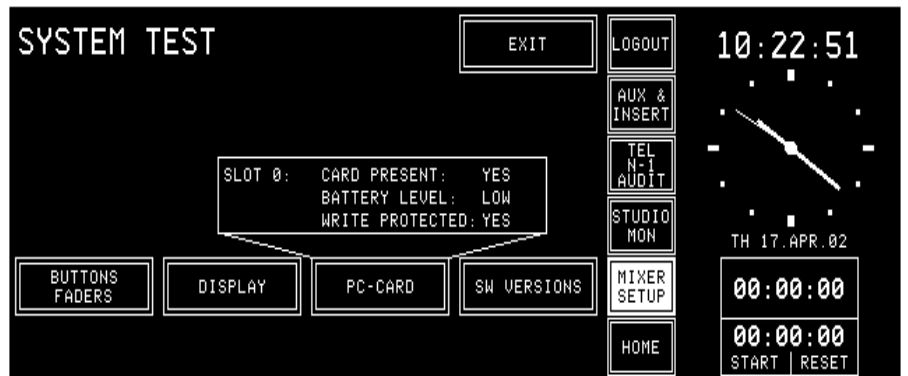 SYSTEM TEST
EXIT
SLOT 0: CARD PRESENT: YES
BATTERY LEVEL: LOW
WRITE PROTECTED: YES
BUTTONS
FADERS
DISPLAY
PC-CARD
SW VERSIONS
LOGOUT
AUX &
INSERT
TEL
N-1
AUDIT
STUDIO
MON
MIXER
SETUP
HOME
10:22:51
TH 17.APR.02
00:00:00
00:00:00
START RESET